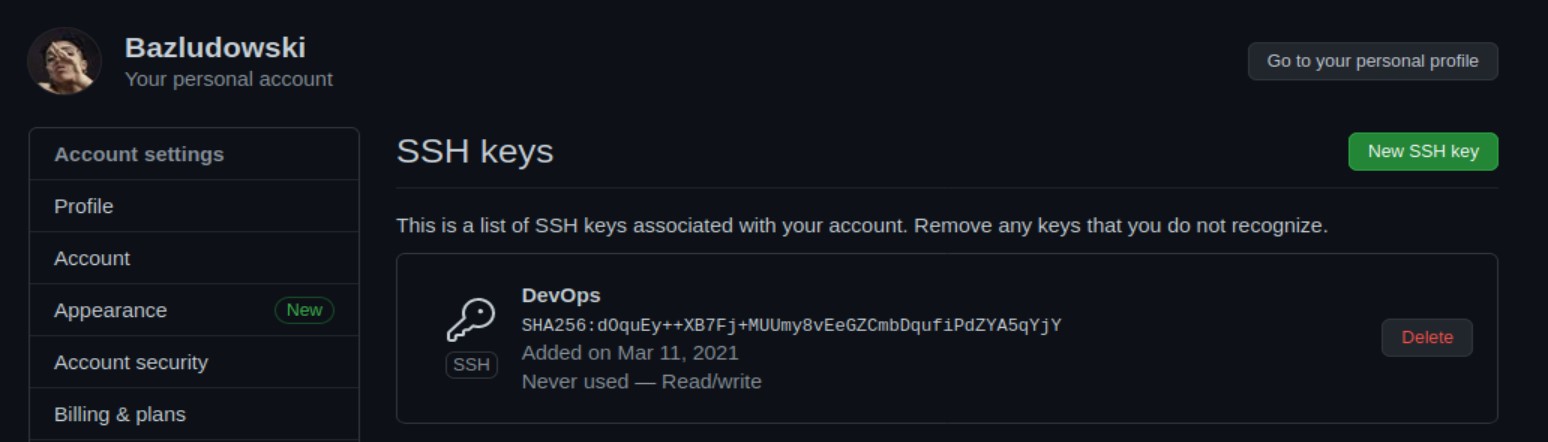 Bazludowski
Your personal account
Go to your personal profile
Account settings
Profile
Account
Appearance New
Account security
Billing & plans
SSH keys
New SSH key
This is a list of SSH keys associated with your account. Remove any keys that you do not recognize.
DevOps
SHA256:dOquEy++XB7Fj+MUUmy8vEeGZCmbDqufiPdZYA5qYjY
Added on Mar 11, 2021
Never used — Read/write
SSH
Delete